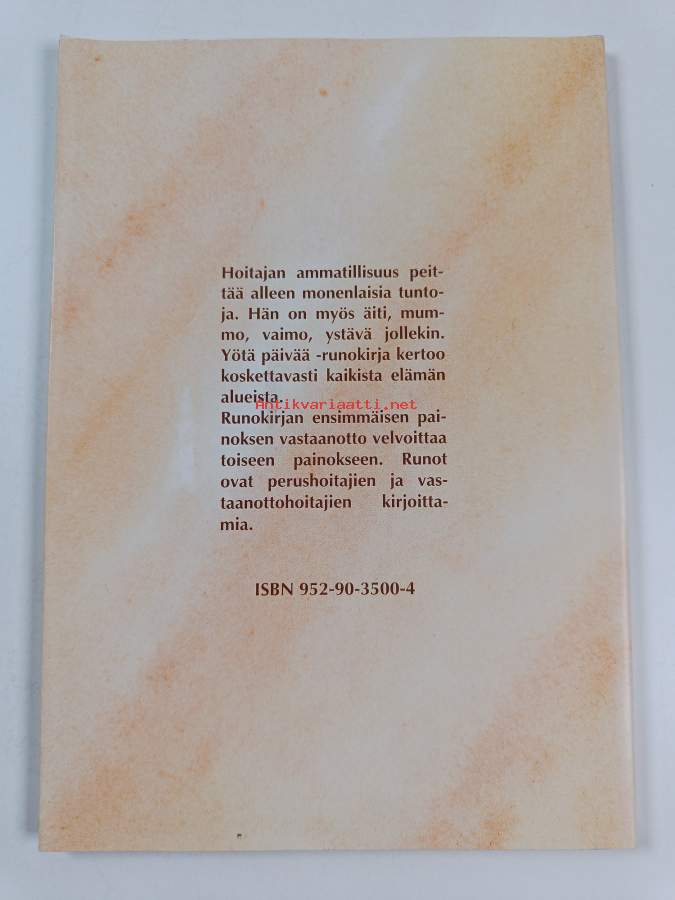 Hoitajan ammatillisuus peit-
tää alleen monenlaisia tunto-
ja. Hän on myös äiti, mum-
mo, vaimo, ystävä jollekin.
Yötä päivää -runokirja kertoo
koskettavasti kaikista elämän
alueista.
Antikvariaatti.net
Runokirjan ensimmäisen pai-
noksen vastaanotto velvoittaa
toiseen painokseen. Runot
ovat perushoitajien ja vas-
taanottohoitajien kirjoitta-
mia.
ISBN 952-90-3500-4